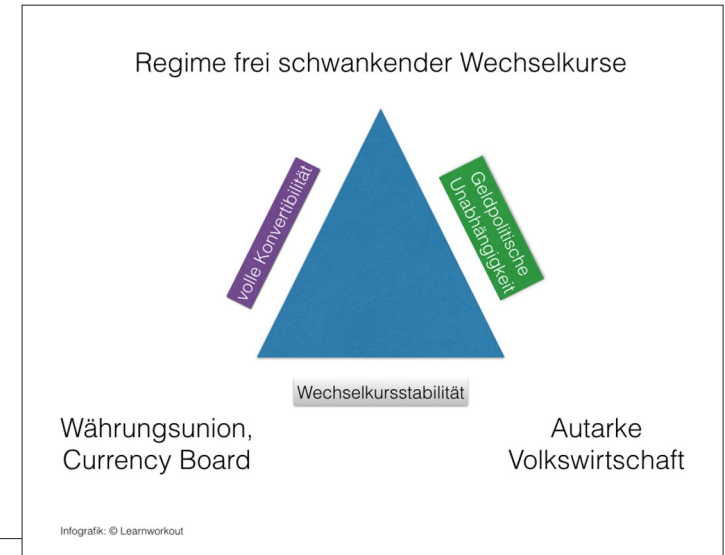 Regime frei schwankender Wechselkurse
volle Konvertibilität
Geldpolitische
Unabhängigkeit
Wechselkursstabilität
Währungsunion,
Currency Board
Autarke
Volkswirtschaft
Infografik: © Learnworkout